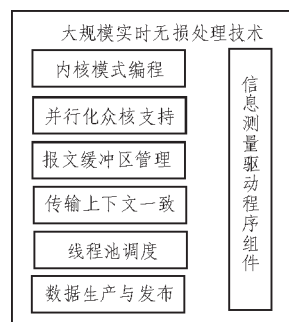 大规模实时无损处理技术
内核模式编程
并行化众核支持
报文缓冲区管理
传输上下文一致
线程池调度
数据生产与发布
信息测量驱动程序组件